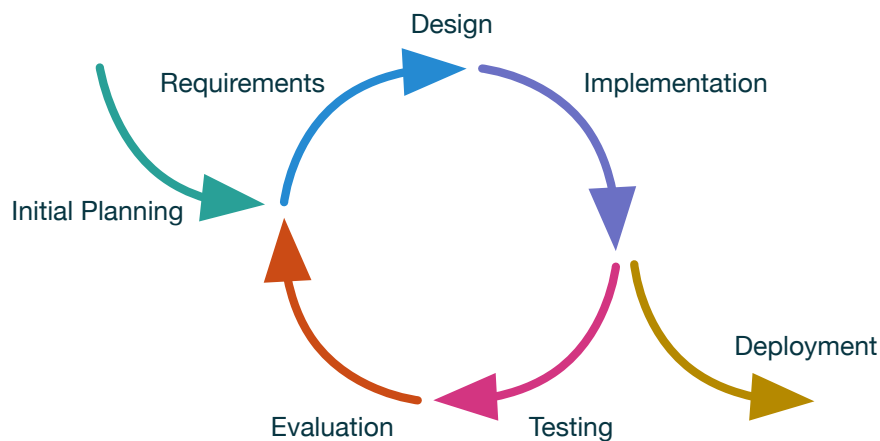 Design
Requirements
Implementation
Initial Planning
Deployment
Evaluation
Testing